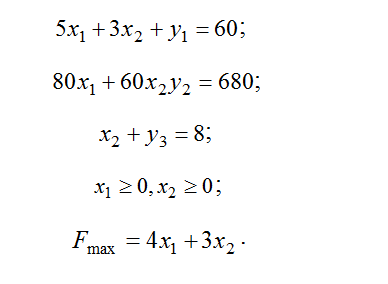 5x₁ + 3x₂ + y₁ = 60;
80x₁ + 60x₂y₂ = 680;
x₂ + y₃ = 8;
x₁ ≥ 0, x₂ ≥ 0;
F_max = 4x₁ + 3x₂ .